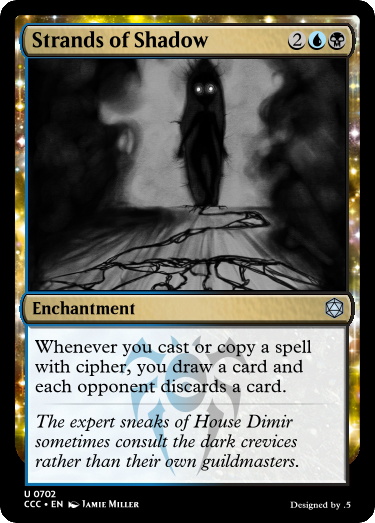 Strands of Shadow 2
Enchantment
Whenever you cast or copy a spell
with cipher, you draw a card and
each opponent discards a card.
The expert sneaks of House Dimir
sometimes consult the dark crevices
rather than their own guildmasters.
U 0702
CCC • EN Jamie Miller
Designed by .5